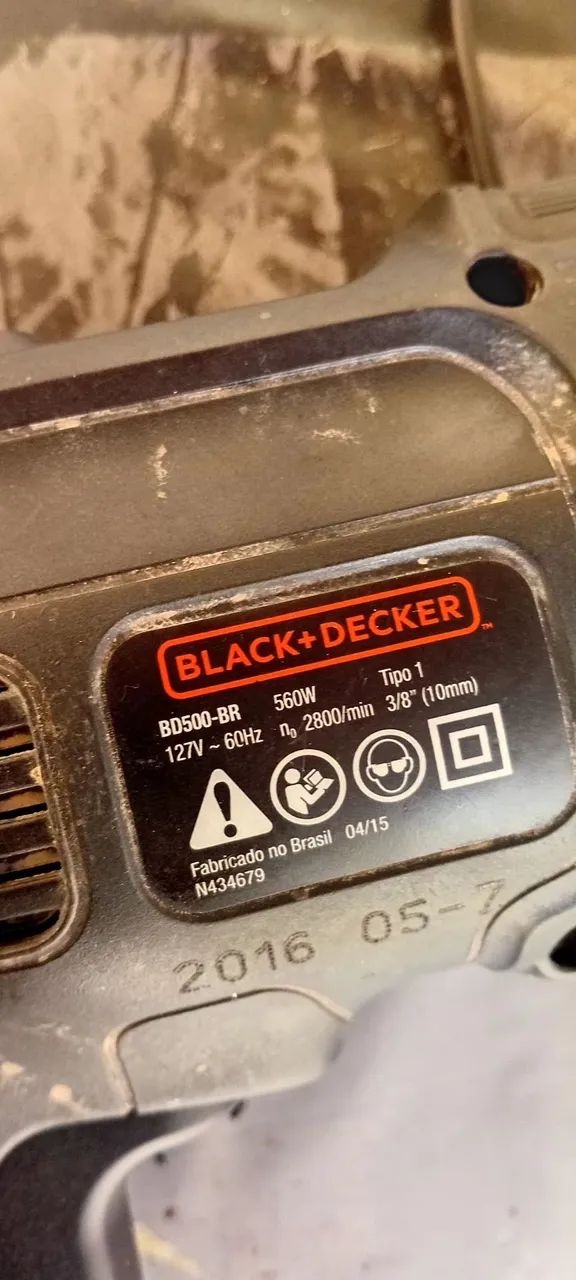 BLACK+DECKER™
BD500-BR 560W Tipo 1
127V ~ 60Hz n₀ 2800/min 3/8" (10mm)
Fabricado no Brasil 04/15
N434679
2016 05-7